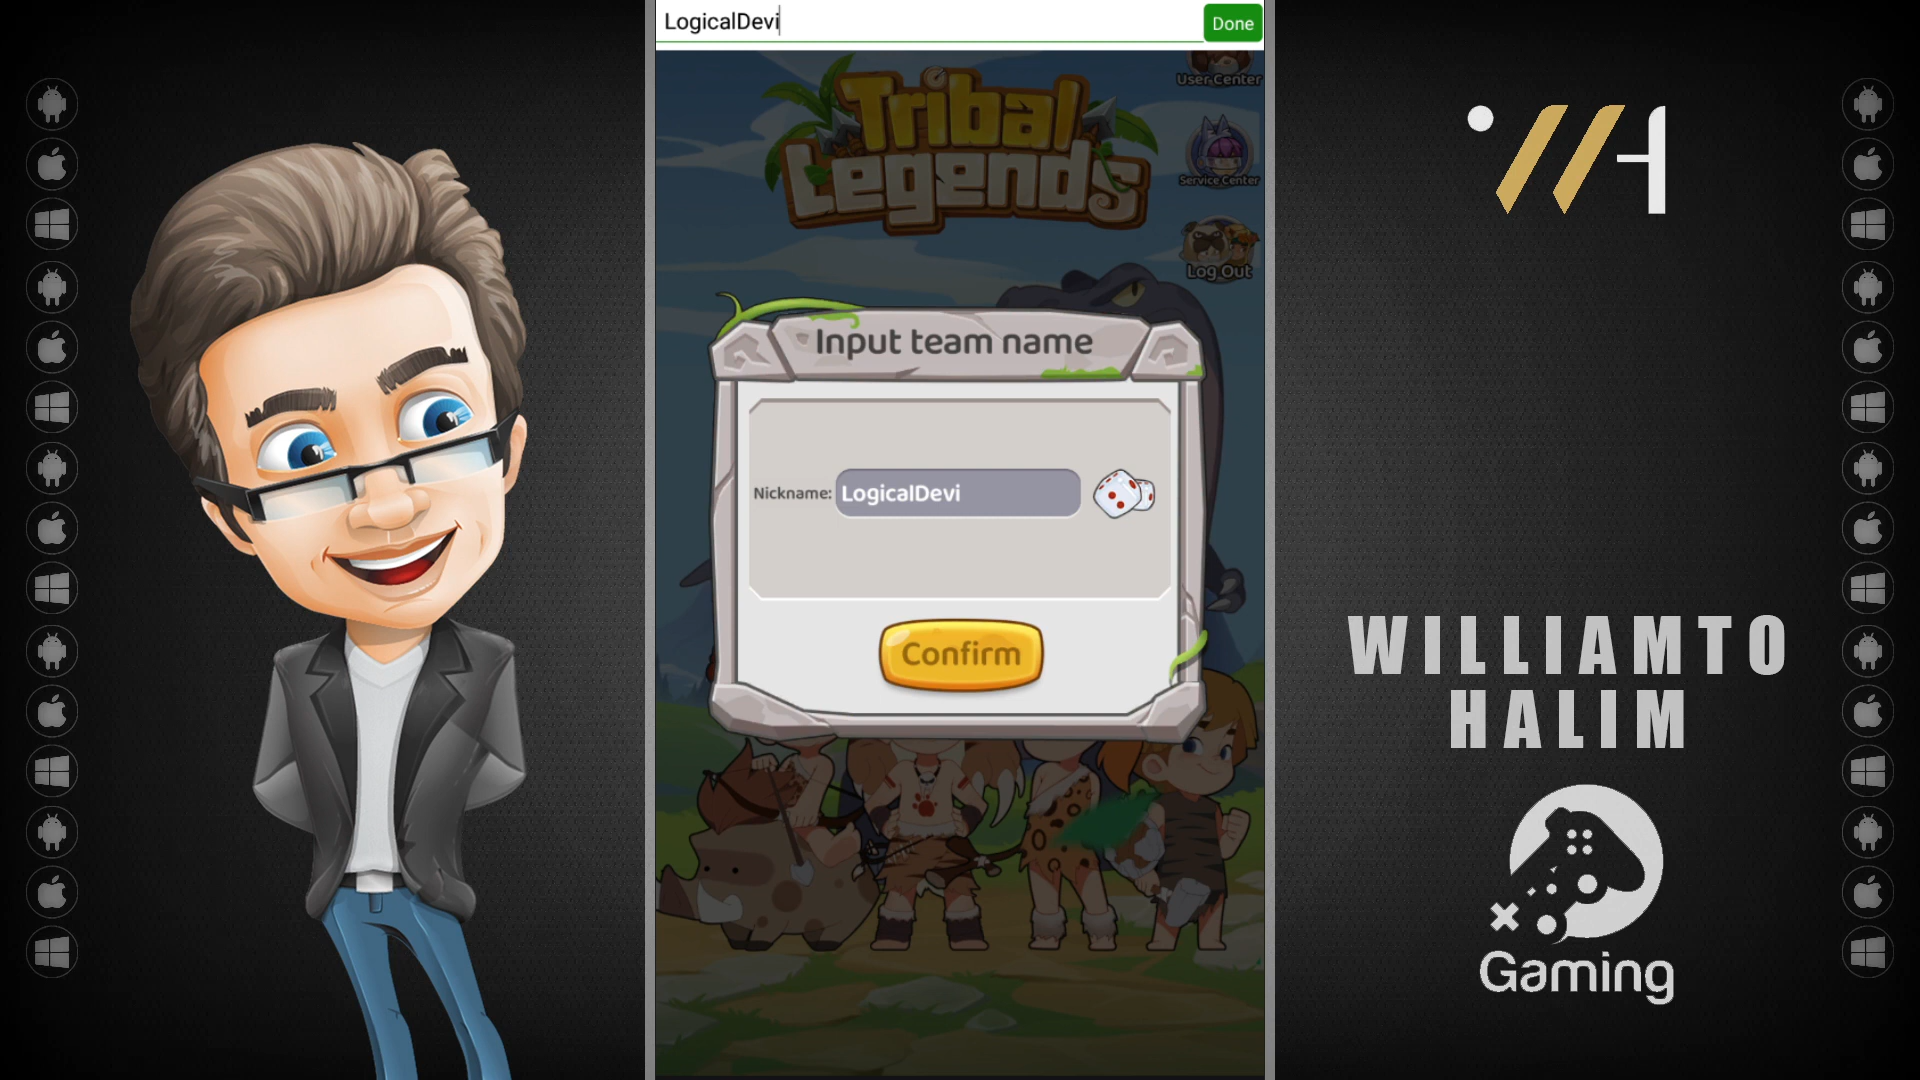 LogicalDevi
Done
User Center
Tribal
Legends
Service Center
Log Out
Input team name
Nickname:
LogicalDevi
Confirm
WILLIAMTO
HALIM
Gaming